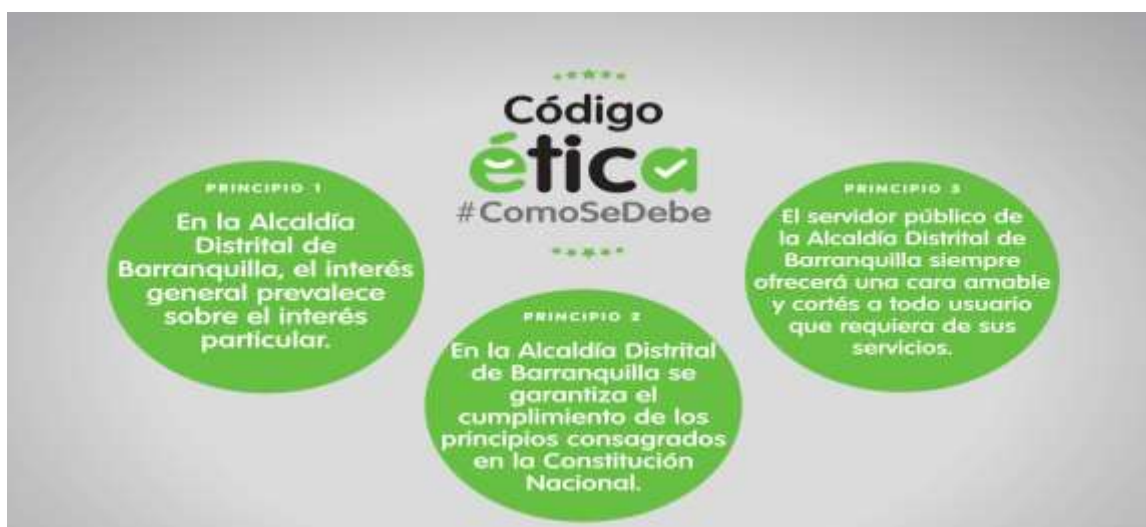 Código
ética
#ComoSeDebe
PRINCIPIO 1
En la Alcaldía
Distrital de
Barranquilla, el interés
general prevalece
sobre el interés
particular.
PRINCIPIO 2
En la Alcaldía Distrital
de Barranquilla se
garantiza el
cumplimiento de los
principios consagrados
en la Constitución
Nacional.
PRINCIPIO 3
El servidor público de
la Alcaldía Distrital de
Barranquilla siempre
ofrecerá una cara amable
y cortés a todo usuario
que requiera de sus
servicios.